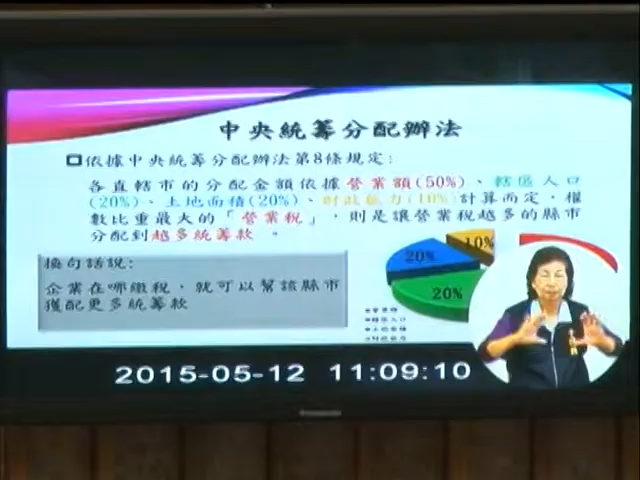 中央統籌分配辦法
依據中央統籌分配辦法第8條規定:
各直轄市的分配金額依據營業額(50%)、轄區人口
(20%)、土地面積(20%)、財政能力(10%)計算而定,權
數比重最大的「營業稅」,則是讓營業稅越多的縣市
分配到越多統籌款。
換句話說:
企業在哪繳稅,就可以幫該縣市
獲配更多統籌款
20%
10%
20%
2015-05-12 11:09:10